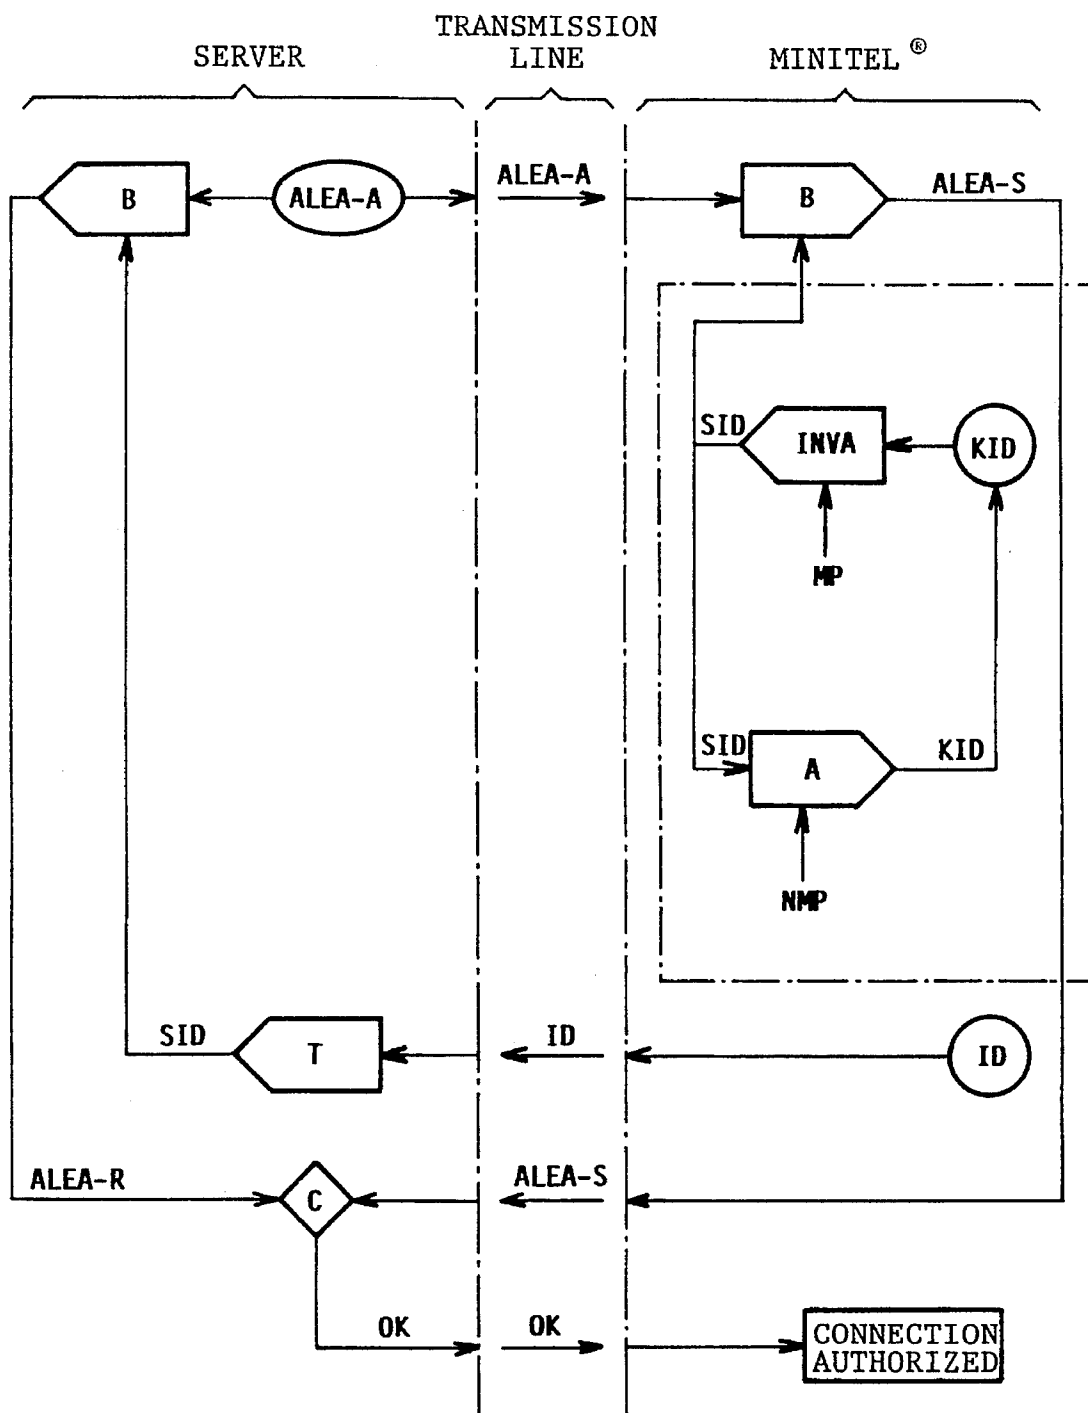 TRANSMISSION
SERVER LINE MINITEL ®
B ALEA-A ALEA-A B ALEA-S
SID INVA KID
MP
SID A KID
NMP
SID T ID ID
ALEA-R C ALEA-S
OK OK CONNECTION
AUTHORIZED